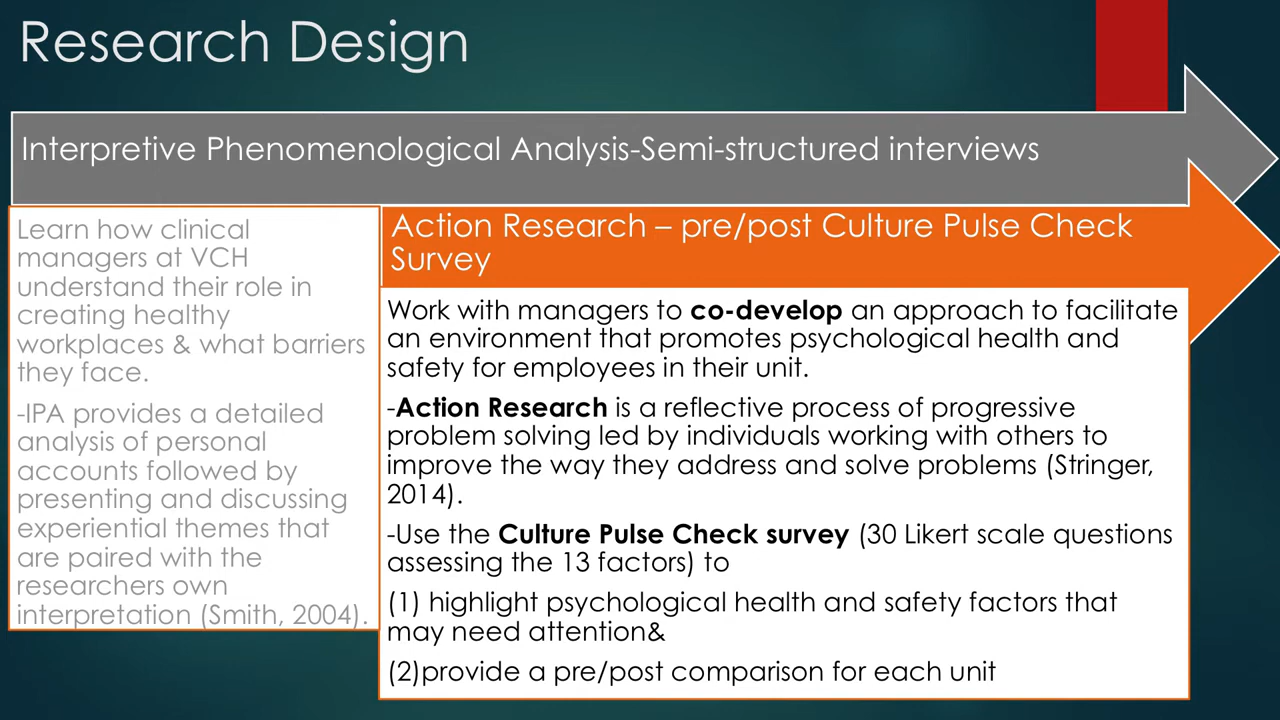 Research Design
Interpretive Phenomenological Analysis-Semi-structured interviews
Learn how clinical
managers at VCH
understand their role in
creating healthy
workplaces & what barriers
they face.
-IPA provides a detailed
analysis of personal
accounts followed by
presenting and discussing
experiential themes that
are paired with the
researchers own
interpretation (Smith, 2004).
Action Research – pre/post Culture Pulse Check
Survey
Work with managers to co-develop an approach to facilitate
an environment that promotes psychological health and
safety for employees in their unit.
-Action Research is a reflective process of progressive
problem solving led by individuals working with others to
improve the way they address and solve problems (Stringer,
2014).
-Use the Culture Pulse Check survey (30 Likert scale questions
assessing the 13 factors) to
(1) highlight psychological health and safety factors that
may need attention&
(2)provide a pre/post comparison for each unit